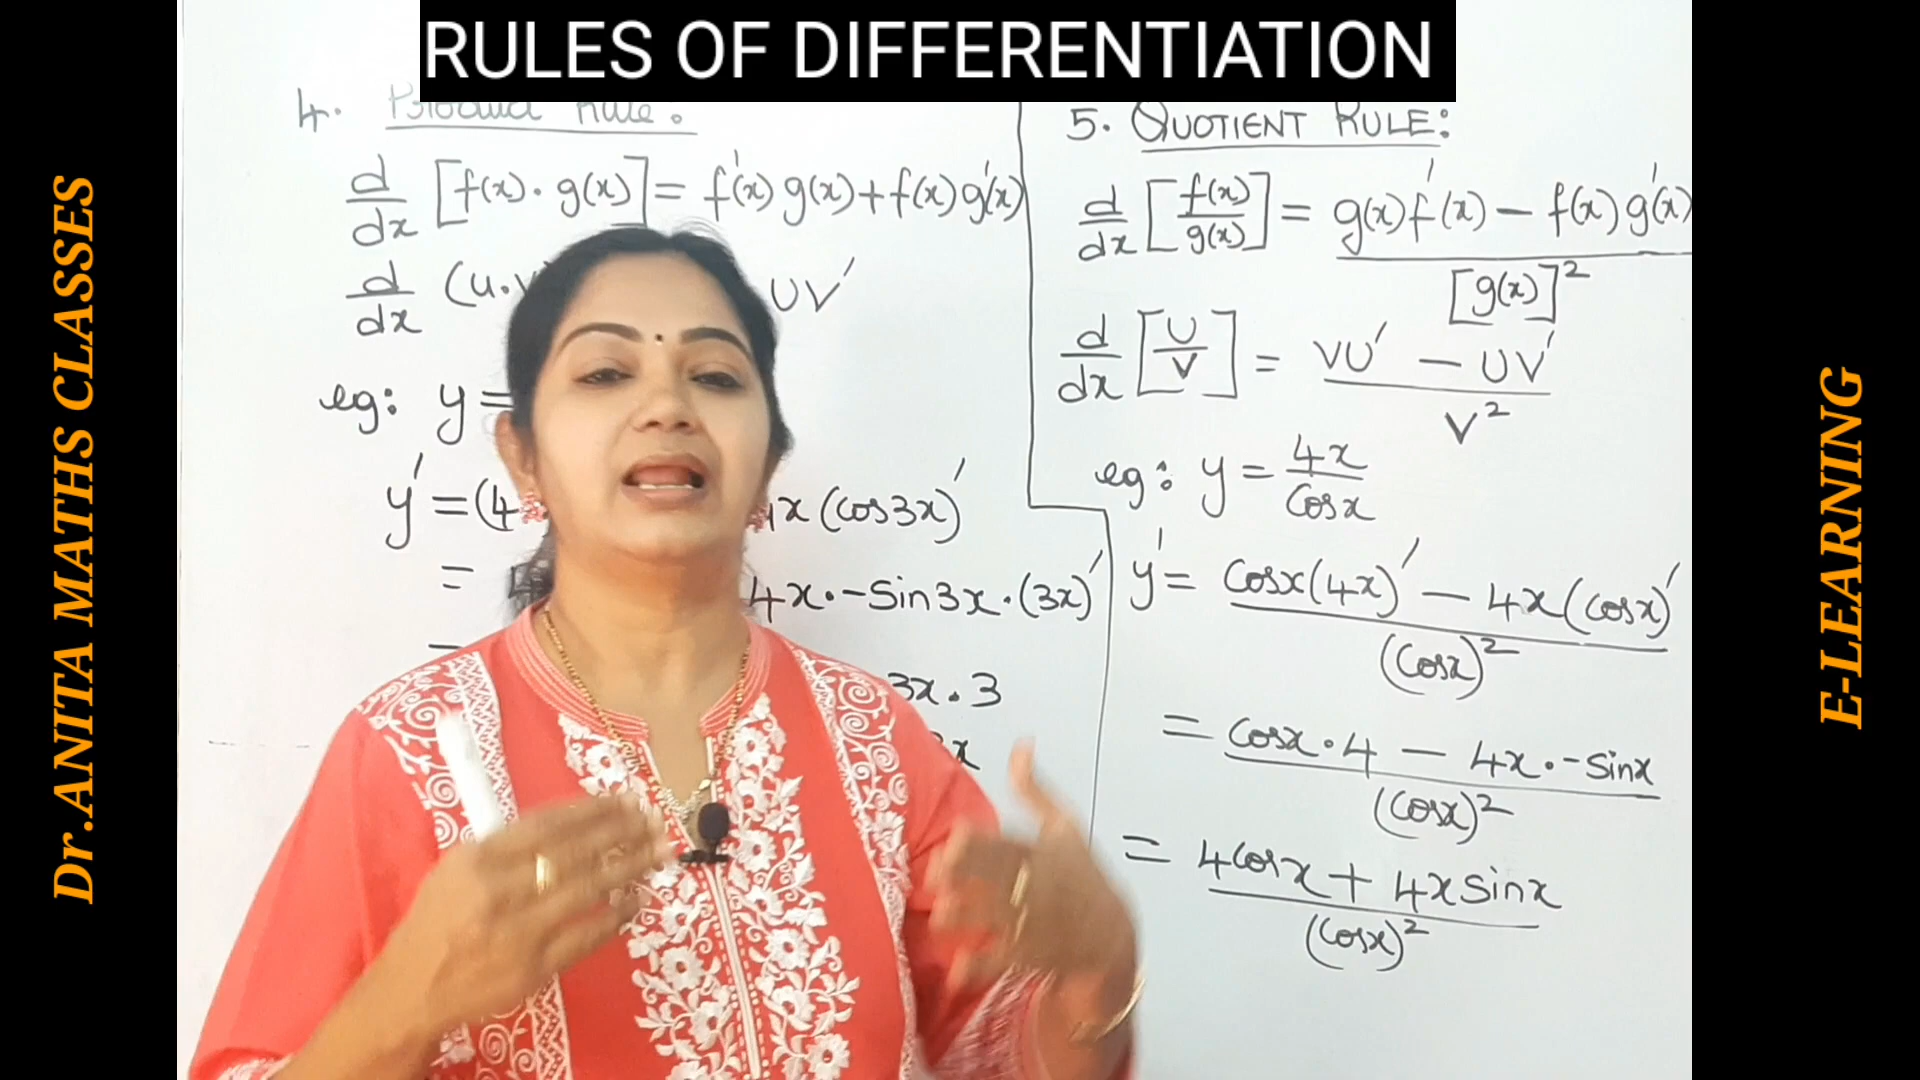 RULES OF DIFFERENTIATION
Dr.ANITA MATHS CLASSES
4. Product Rule.
d/dx [f(x) · g(x)] = f'(x) g(x) + f(x) g'(x)
d/dx (u. UV'
eg: y =
y' = (4 x (cos3x)'
= 4x·-Sin3x·(3x)'
3x.3
x
5. QUOTIENT RULE:
d/dx [f(x)/g(x)] = g(x)f'(x) - f(x)g'(x) / [g(x)]²
d/dx [U/V] = VU' - UV' / V²
eg: y = 4x / Cosx
y' = Cosx(4x)' - 4x(Cosx)' / (Cosx)²
= Cosx·4 - 4x·-Sinx / (Cosx)²
= 4Cosx + 4xSinx / (Cosx)²
E-LEARNING